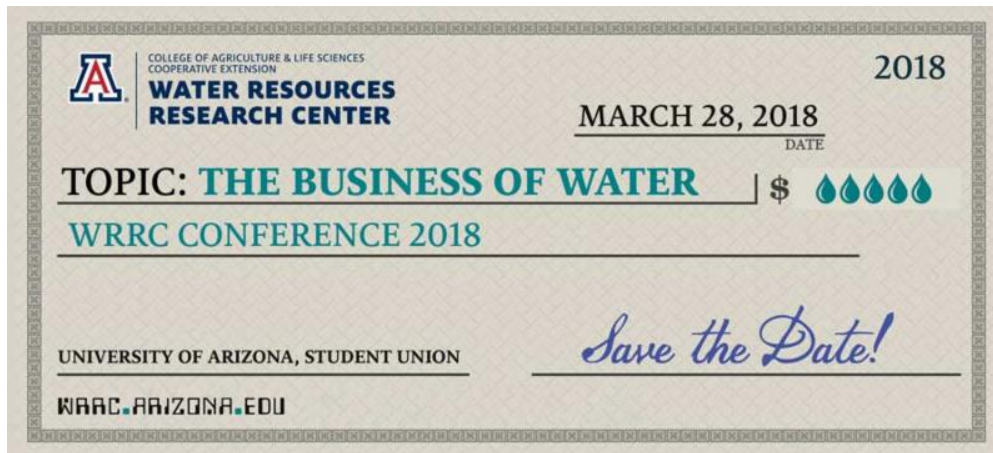 COLLEGE OF AGRICULTURE & LIFE SCIENCES
COOPERATIVE EXTENSION
WATER RESOURCES
RESEARCH CENTER
2018
MARCH 28, 2018
DATE
TOPIC: THE BUSINESS OF WATER | $
WRRC CONFERENCE 2018
UNIVERSITY OF ARIZONA, STUDENT UNION
Save the Date!
WRRC.ARIZONA.EDU